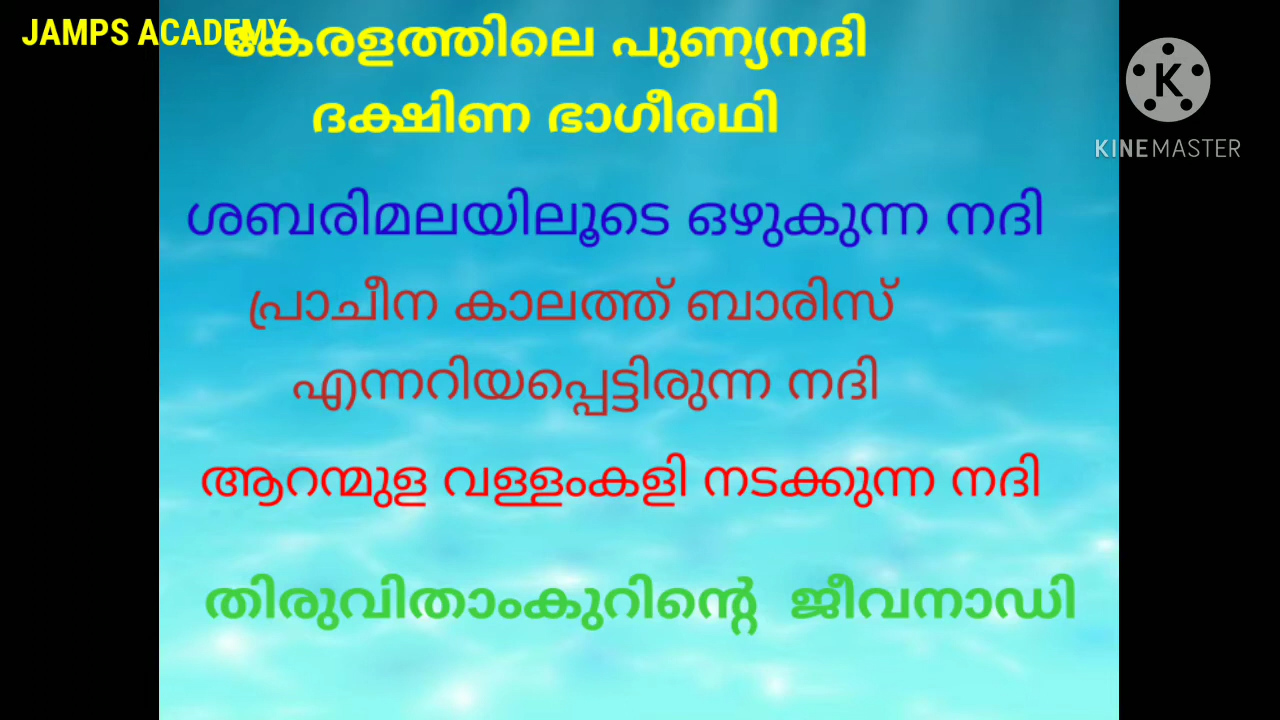 JAMPS ACADEMY
കേരളത്തിലെ പുണ്യനദി
ദക്ഷിണ ഭാഗീരഥി
ശബരിമലയിലൂടെ ഒഴുകുന്ന നദി
പ്രാചീന കാലത്ത് ബാരിസ്
എന്നറിയപ്പെട്ടിരുന്ന നദി
ആറന്മുള വള്ളംകളി നടക്കുന്ന നദി
തിരുവിതാംകുറിന്റെ ജീവനാഡി
K
KINEMASTER